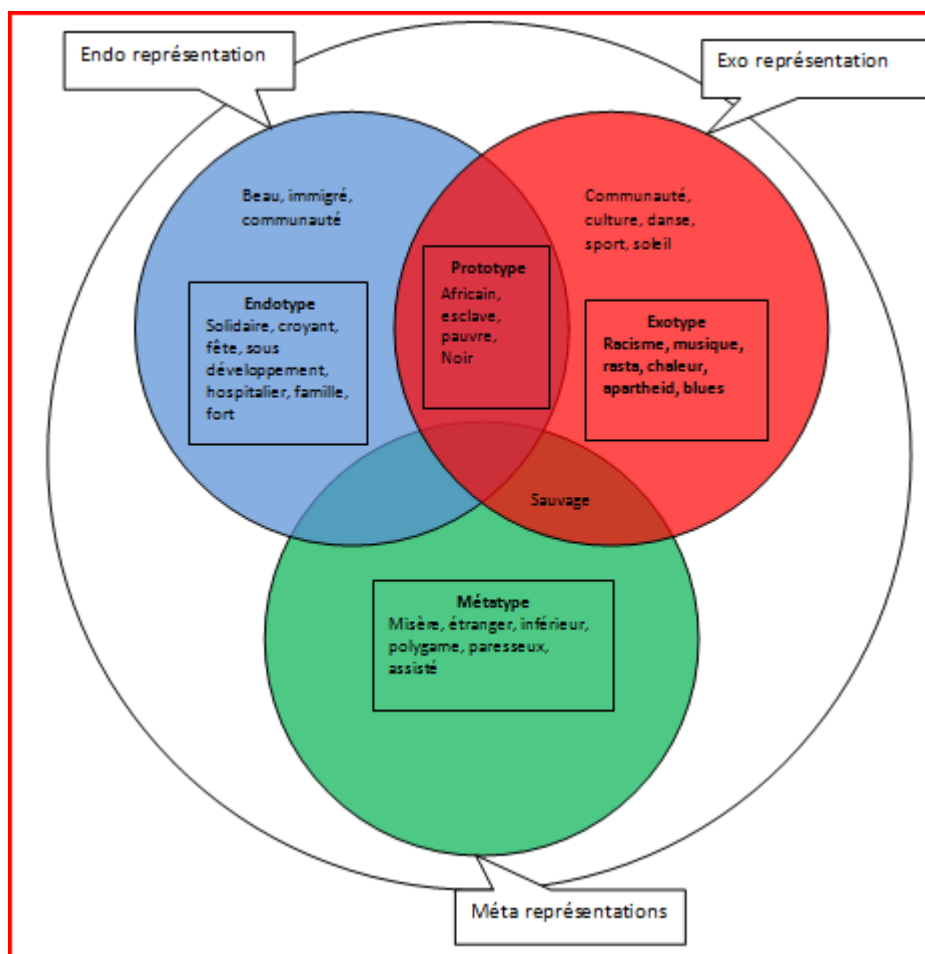 Endo représentation
Exo représentation
Beau, immigré,
communauté
Communauté,
culture, danse,
sport, soleil
Prototype
Africain,
esclave,
pauvre,
Noir
Endotype
Solidaire, croyant,
fête, sous
développement,
hospitalier, famille,
fort
Exotype
Racisme, musique,
rasta, chaleur,
apartheid, blues
Sauvage
Métatype
Misère, étranger, inférieur,
polygame, paresseux,
assisté
Méta représentations